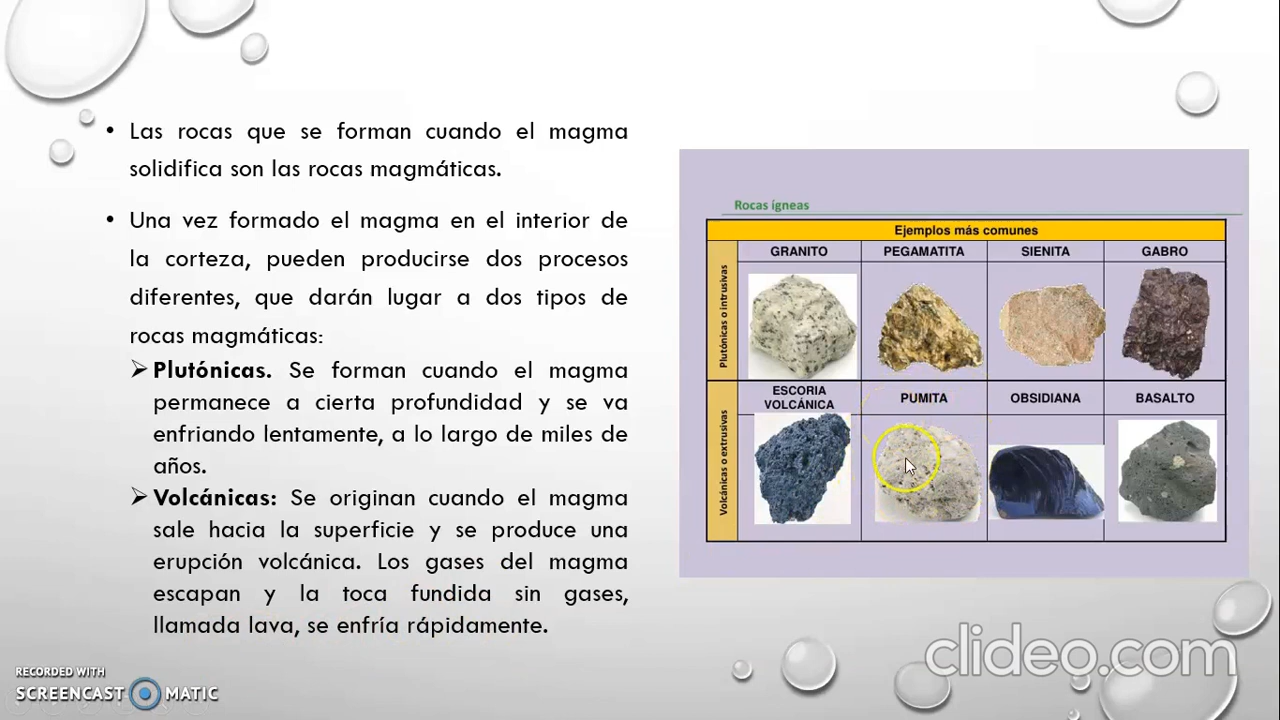 • Las rocas que se forman cuando el magma
solidifica son las rocas magmáticas.
• Una vez formado el magma en el interior de
la corteza, pueden producirse dos procesos
diferentes, que darán lugar a dos tipos de
rocas magmáticas:
Plutónicas. Se forman cuando el magma
permanece a cierta profundidad y se va
enfriando lentamente, a lo largo de miles de
años.
Volcánicas: Se originan cuando el magma
sale hacia la superficie y se produce una
erupción volcánica. Los gases del magma
escapan y la toca fundida sin gases,
llamada lava, se enfría rápidamente.
Rocas ígneas
Ejemplos más comunes
Plutónicas o intrusivas
GRANITO PEGAMATITA SIENITA GABRO
Volcánicas o extrusivas
ESCORIA
VOLCÁNICA PUMITA OBSIDIANA BASALTO
clideo.com
RECORDED WITH
SCREENCAST MATIC